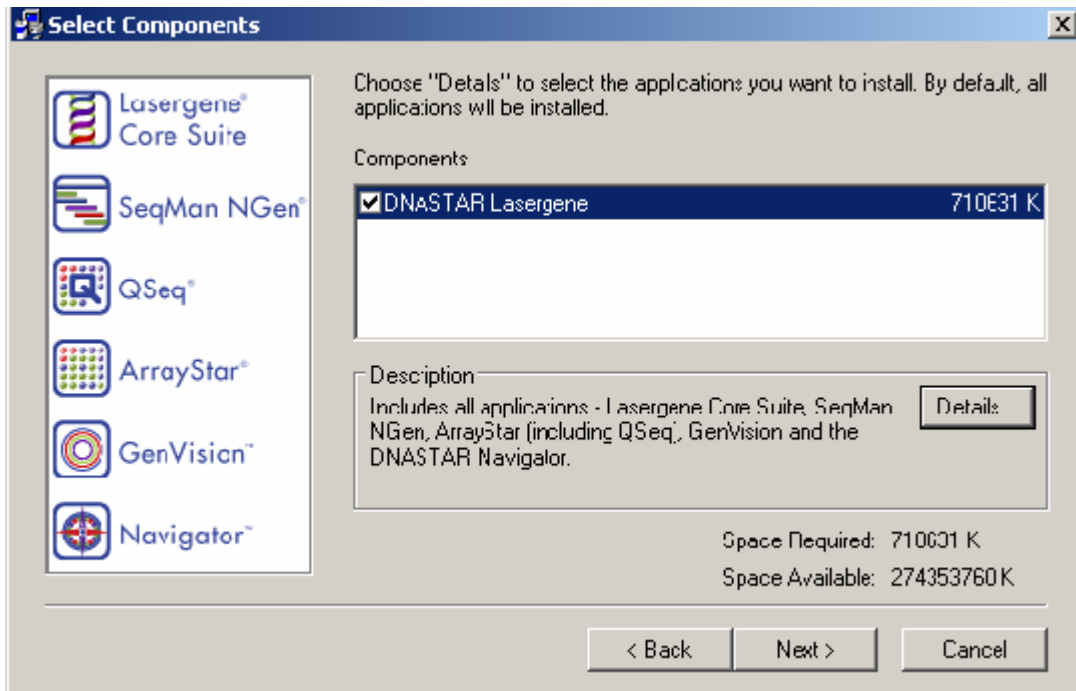 Select Components
Lasergene®
Core Suite
SeqMan NGen®
QSeq®
ArrayStar®
GenVision™
Navigator™
Choose "Details" to select the applications you want to install. By default, all
applications will be installed.
Components
DNASTAR Lasergene 710631 K
Description
Includes all applications - Lasergene Core Suite, SeqMan
NGen, ArrayStar (including QSeq), GenVision and the
DNASTAR Navigator.
Details...
Space Required: 710631 K
Space Available: 274353760 K
< Back
Next >
Cancel